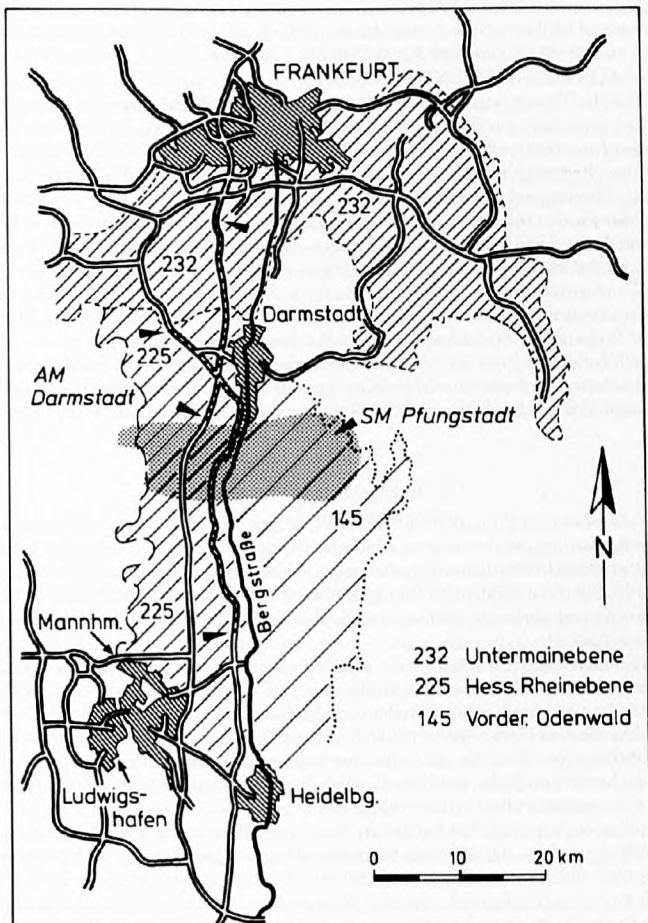 FRANKFURT
232
232
Darmstadt
225
AM
Darmstadt
SM Pfungstadt
145
N
Bergstraße
225
Mannhm.
232 Untermainebene
225 Hess. Rheinebene
145 Vorder. Odenwald
Ludwigs-
hafen
Heidelbg.
0 10 20 km